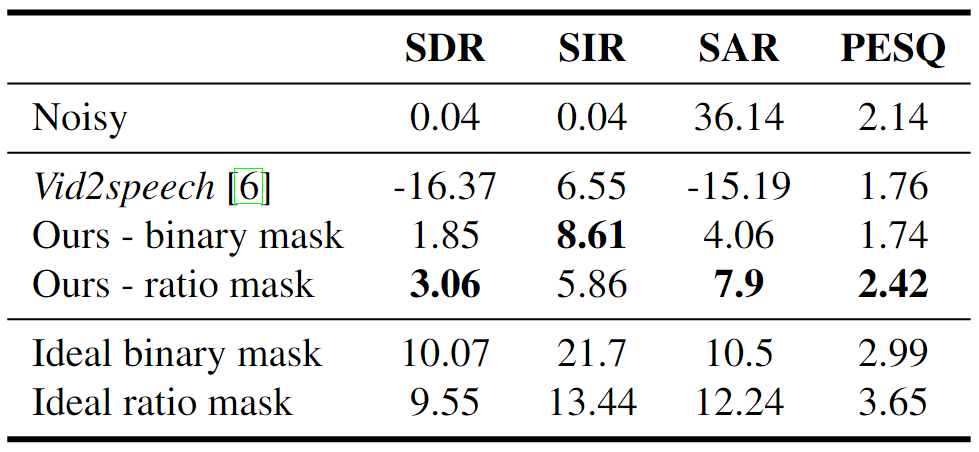 SDR SIR SAR PESQ
Noisy 0.04 0.04 36.14 2.14
Vid2speech [6] -16.37 6.55 -15.19 1.76
Ours - binary mask 1.85 8.61 4.06 1.74
Ours - ratio mask 3.06 5.86 7.9 2.42
Ideal binary mask 10.07 21.7 10.5 2.99
Ideal ratio mask 9.55 13.44 12.24 3.65